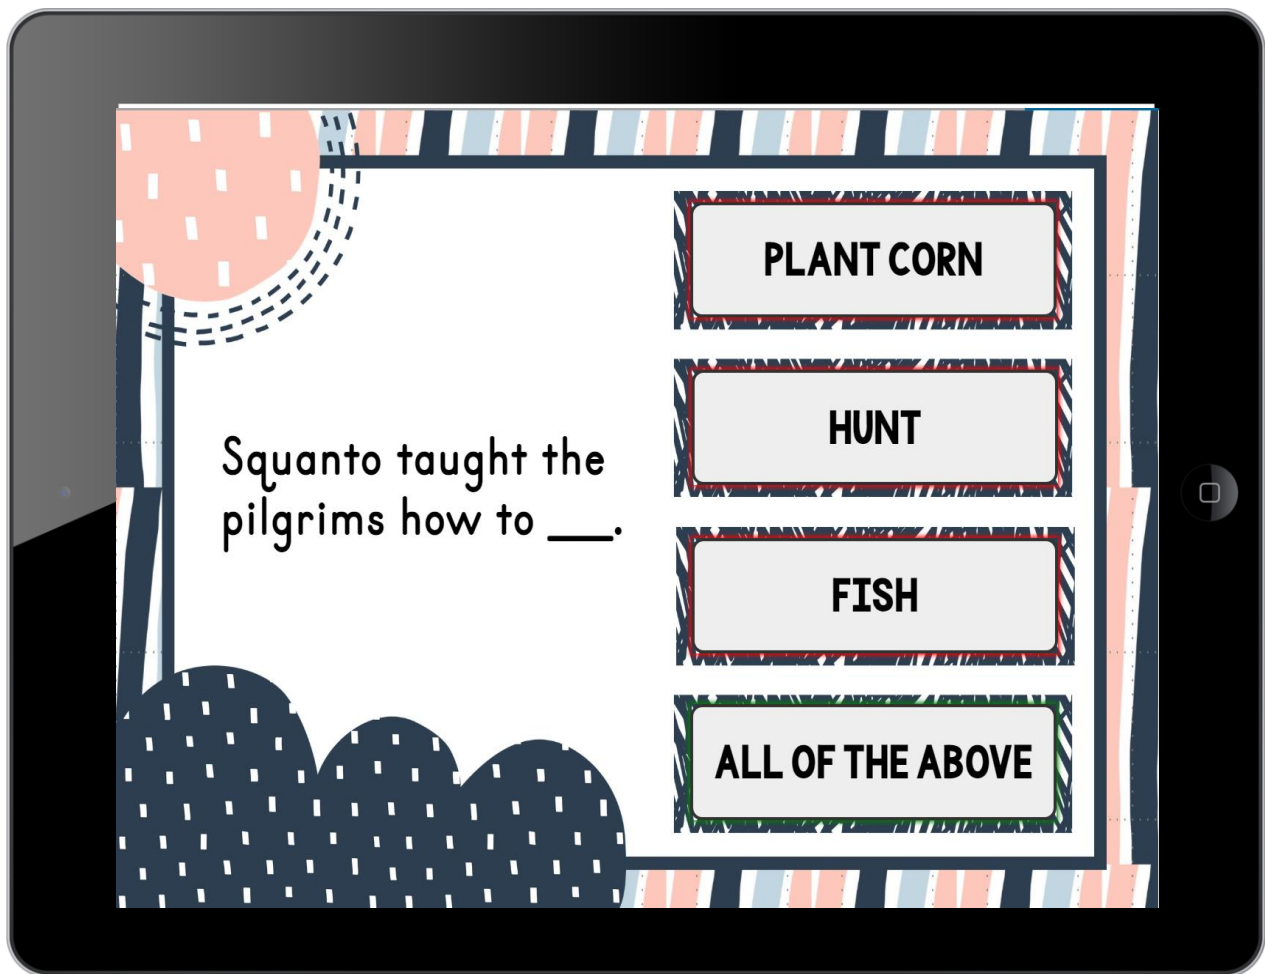 Squanto taught the
pilgrims how to ___.
PLANT CORN
HUNT
FISH
ALL OF THE ABOVE